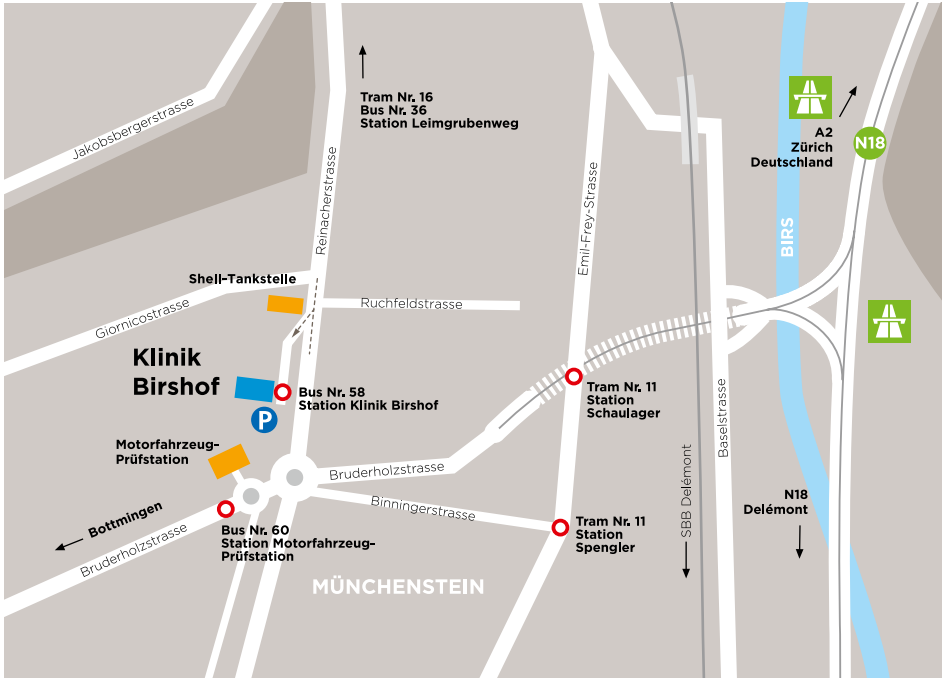 Jakobsbergerstrasse
Tram Nr. 16
Bus Nr. 36
Station Leimgrubenweg
Reinacherstrasse
Emil-Frey-Strasse
A2
Zürich
Deutschland
N18
BIRS
Shell-Tankstelle
Giornicostrasse
Ruchfeldstrasse
Klinik
Birshof
P
Bus Nr. 58
Station Klinik Birshof
Tram Nr. 11
Station
Schaulager
Baselstrasse
Motorfahrzeug-
Prüfstation
Bruderholzstrasse
Binningerstrasse
SBB Delémont
N18
Delémont
Bottmingen
Bruderholzstrasse
Bus Nr. 60
Station Motorfahrzeug-
Prüfstation
Tram Nr. 11
Station
Spengler
MÜNCHENSTEIN